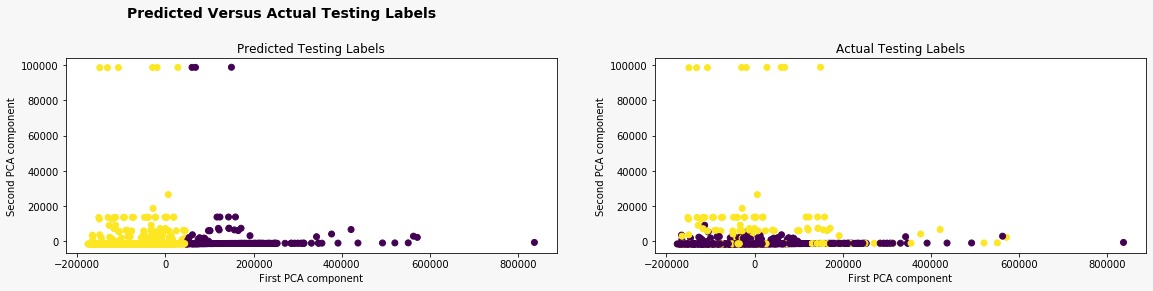 Predicted Versus Actual Testing Labels
Predicted Testing Labels
Second PCA component
100000
80000
60000
40000
20000
0
−200000 0 200000 400000 600000 800000
First PCA component
Actual Testing Labels
Second PCA component
100000
80000
60000
40000
20000
0
−200000 0 200000 400000 600000 800000
First PCA component